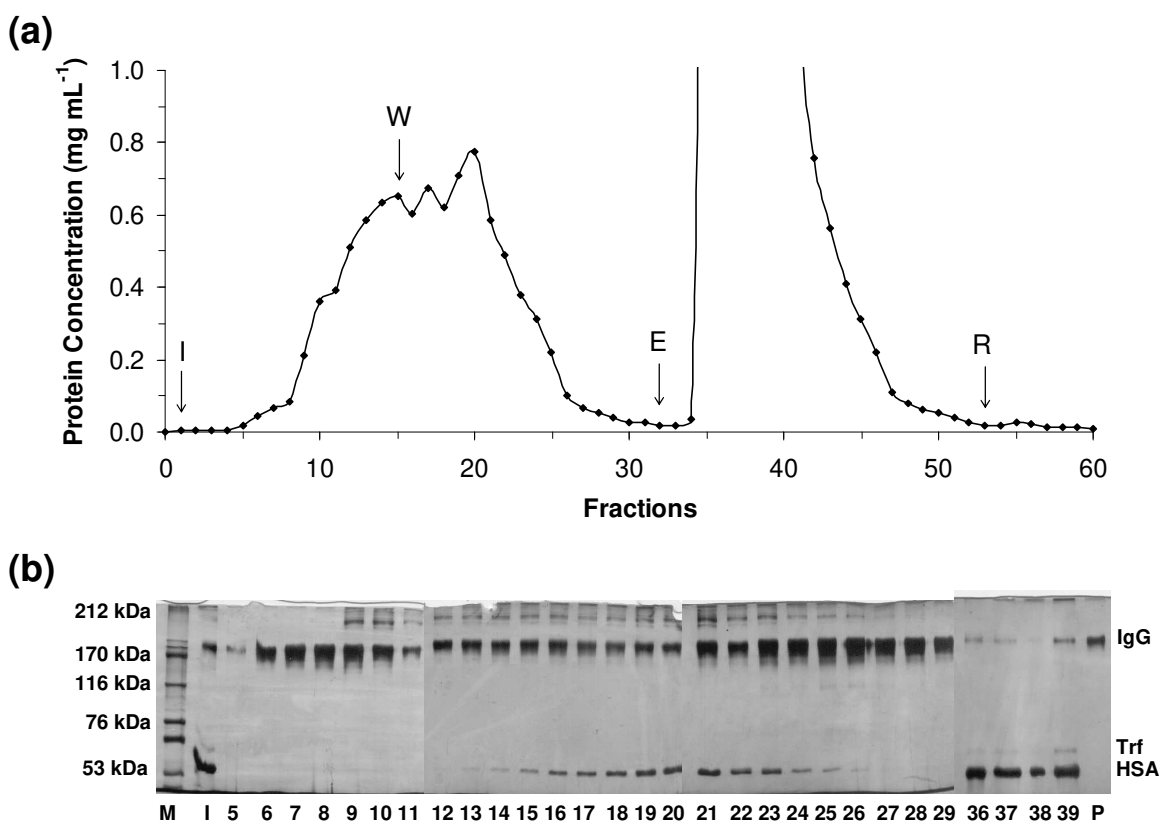 (a)
Protein Concentration (mg mL⁻¹)
1.0
0.8
0.6
0.4
0.2
0.0
I
W
E
R
0 10 20 30 40 50 60
Fractions
(b)
212 kDa
170 kDa
116 kDa
76 kDa
53 kDa
IgG
Trf
HSA
M I 5 6 7 8 9 10 11 12 13 14 15 16 17 18 19 20 21 22 23 24 25 26 27 28 29 36 37 38 39 P